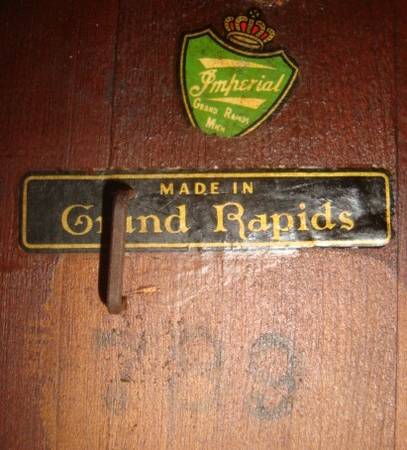 Imperial
GRAND RAPIDS
MICH
MADE IN
Grand Rapids